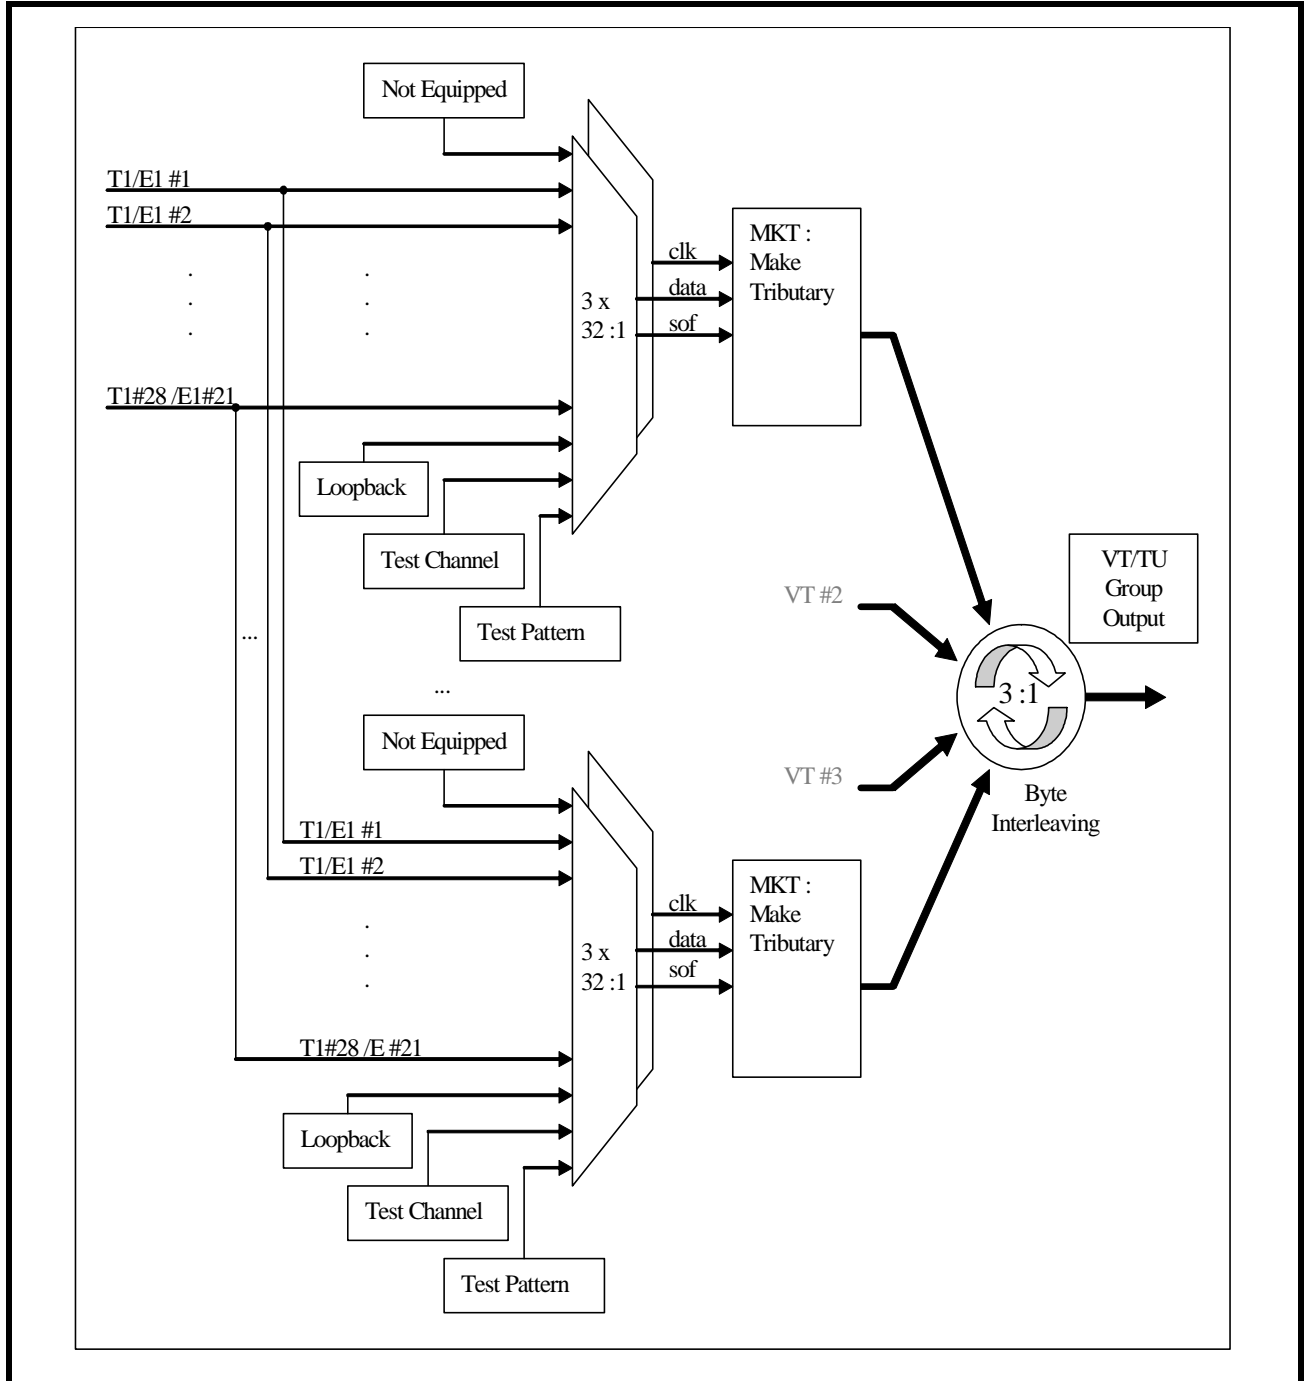 Not Equipped
T1/E1 #1
T1/E1 #2
.
.
.
.
.
.
T1#28 /E1#21
Loopback
Test Channel
Test Pattern
3 x
32 :1
clk
data
sof
MKT :
Make
Tributary
VT #2
VT #3
3 :1
Byte
Interleaving
VT/TU
Group
Output
...
...
Not Equipped
T1/E1 #1
T1/E1 #2
.
.
.
T1#28 /E #21
Loopback
Test Channel
Test Pattern
3 x
32 :1
clk
data
sof
MKT :
Make
Tributary